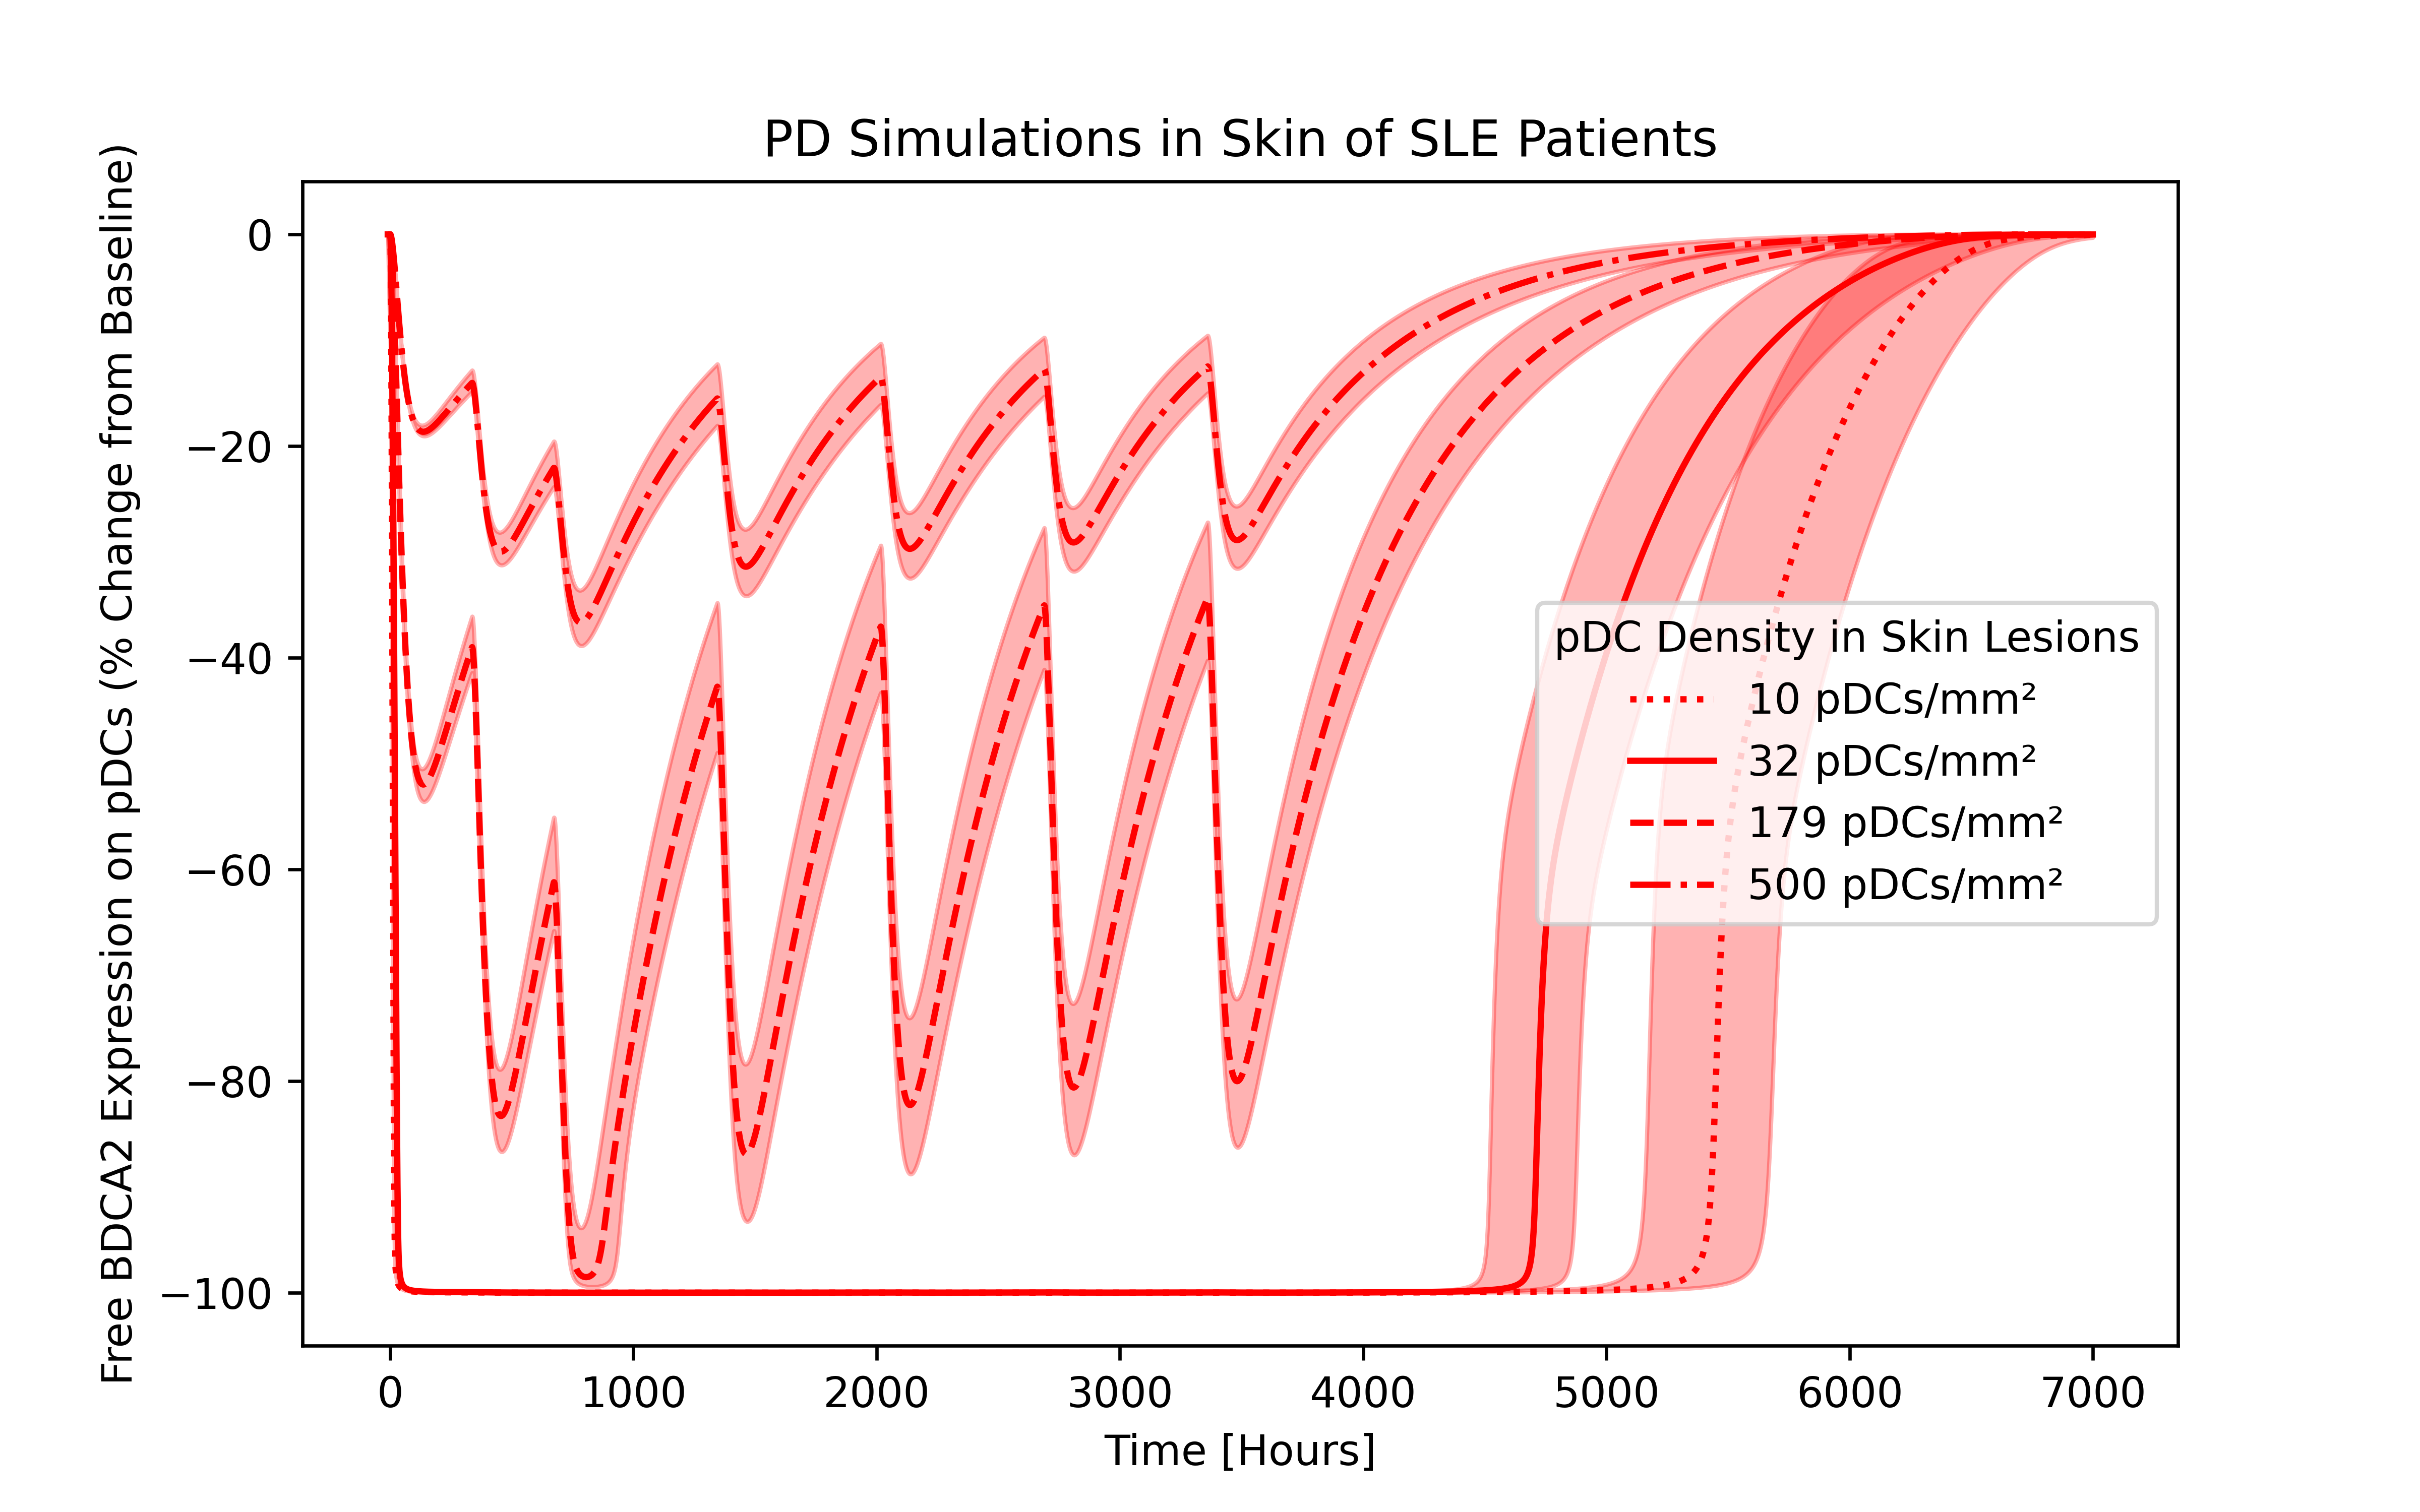 PD Simulations in Skin of SLE Patients
Free BDCA2 Expression on pDCs (% Change from Baseline)
0
−20
−40
−60
−80
−100
pDC Density in Skin Lesions
10 pDCs/mm²
32 pDCs/mm²
179 pDCs/mm²
500 pDCs/mm²
0 1000 2000 3000 4000 5000 6000 7000
Time [Hours]